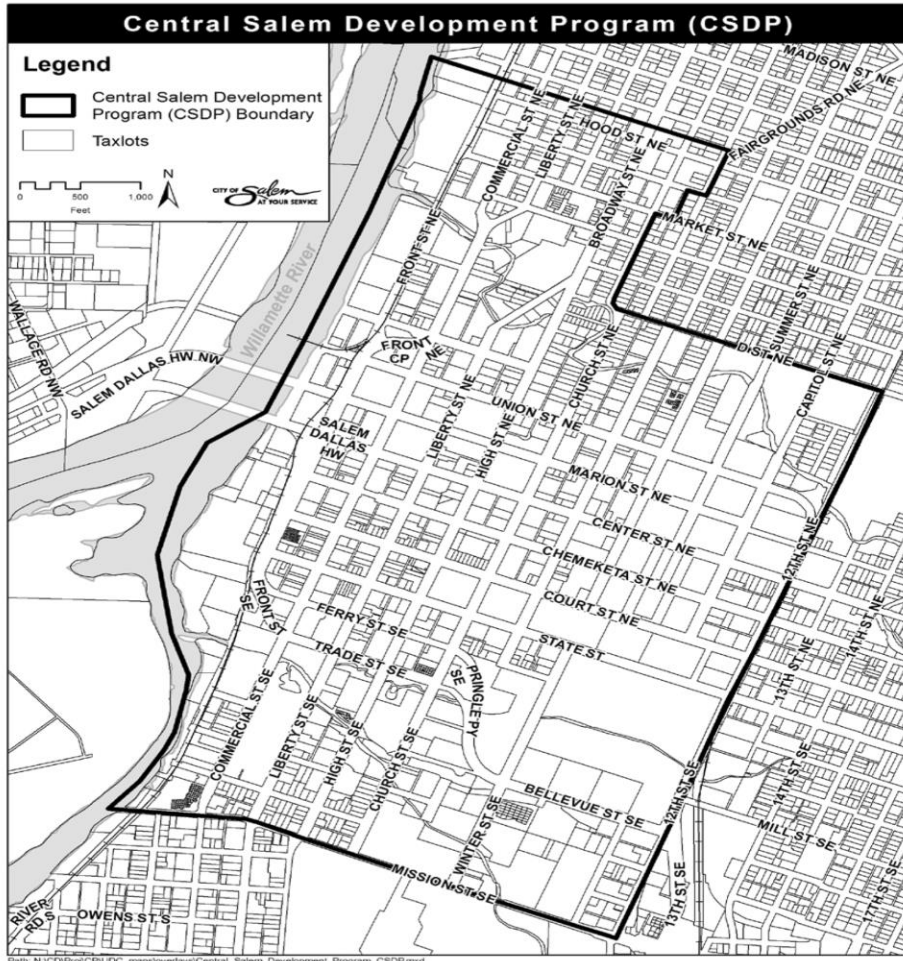 Central Salem Development Program (CSDP)
Legend
Central Salem Development
Program (CSDP) Boundary
Taxlots
N
0 500 1,000
Feet
CITY OF Salem
AT YOUR SERVICE
MADISON ST NE
FAIRGROUNDS RD NE
HOOD ST NE
COMMERCIAL ST NE
LIBERTY ST NE
BROADWAY ST NE
MARKET ST NE
FRONT ST NE
Willamette River
WALLACE RD NW
SALEM DALLAS HW NW
FRONT
CP
NE
SUMMER ST NE
D ST NE
CAPITOL ST NE
CHURCH ST NE
UNION ST NE
LIBERTY ST NE
HIGH ST NE
SALEM
DALLAS
HW
MARION ST NE
CENTER ST NE
CHEMEKETA ST NE
COURT ST NE
STATE ST
12TH ST NE
14TH ST NE
13TH ST NE
FRONT ST
SE
FERRY ST SE
TRADE ST SE
PRINGLE PY
SE
COMMERCIAL ST SE
LIBERTY ST SE
HIGH ST SE
CHURCH ST SE
WINTER ST SE
BELLEVUE ST SE
12TH ST SE
14TH ST SE
MILL ST SE
MISSION ST SE
13TH ST SE
17TH ST SE
RIVER
RD S
OWENS ST S